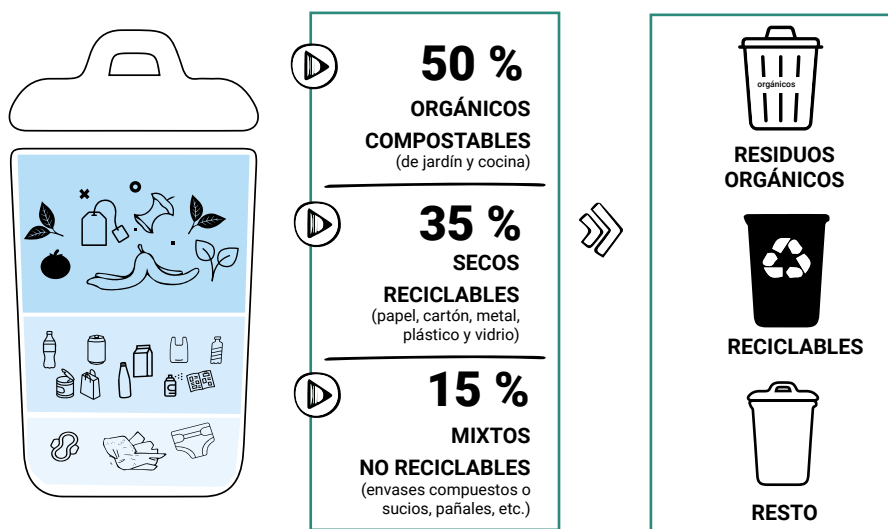 50 %
ORGÁNICOS
COMPOSTABLES
(de jardín y cocina)
35 %
SECOS
RECICLABLES
(papel, cartón, metal,
plástico y vidrio)
15 %
MIXTOS
NO RECICLABLES
(envases compuestos o
sucios, pañales, etc.)
orgánicos
RESIDUOS
ORGÁNICOS
RECICLABLES
RESTO